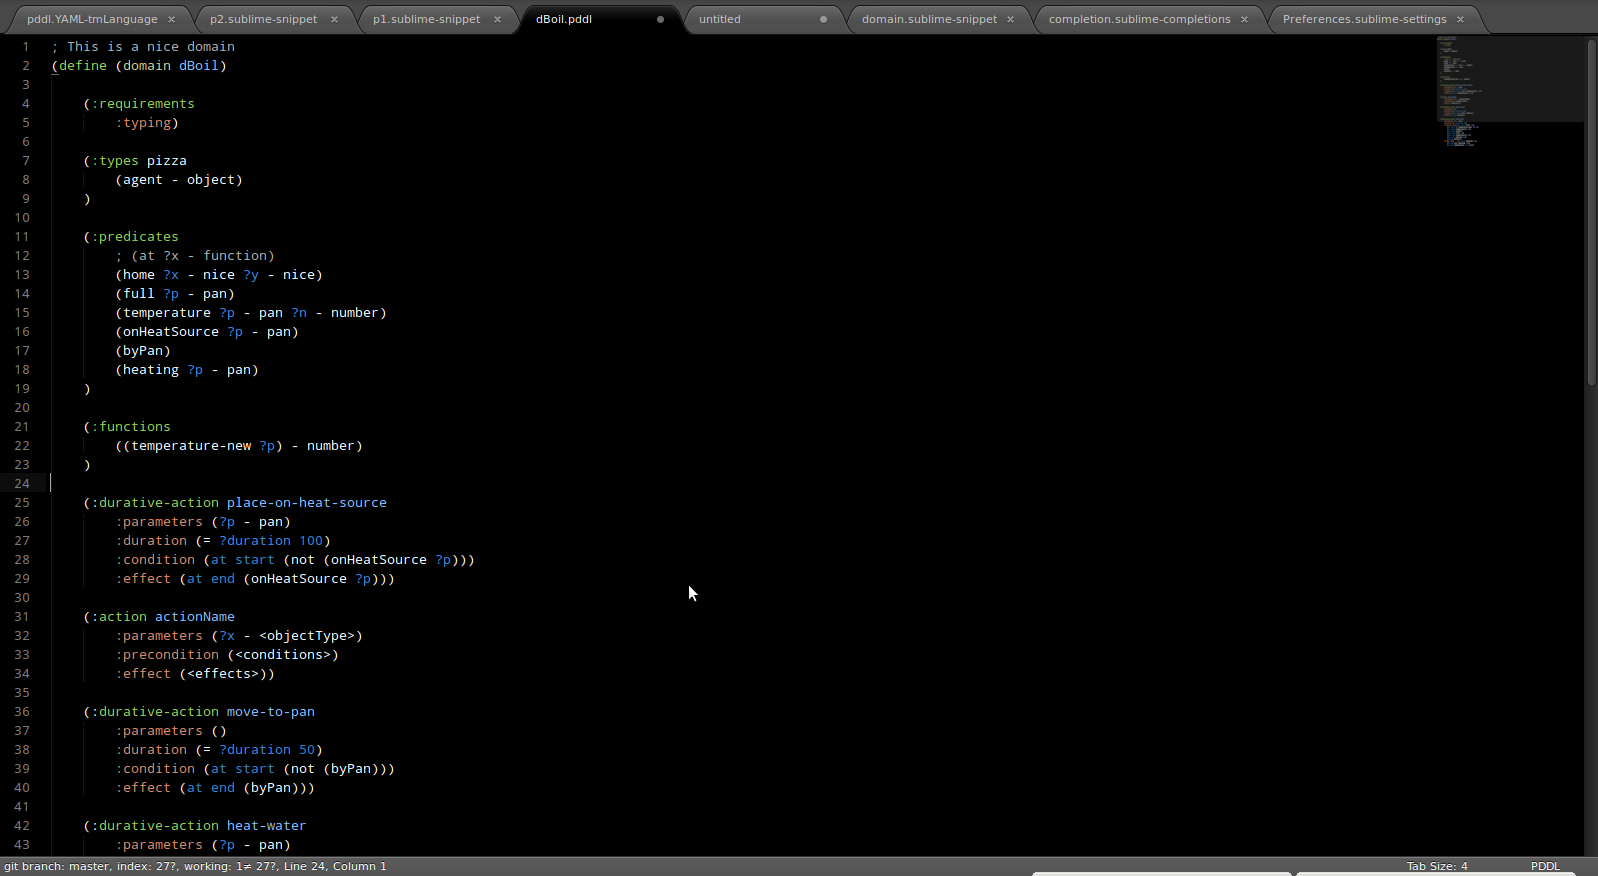 pddl.YAML-tmLanguage × p2.sublime-snippet × p1.sublime-snippet × dBoil.pddl untitled domain.sublime-snippet × completion.sublime-completions × Preferences.sublime-settings ×
1 ; This is a nice domain
2 (define (domain dBoil)
3
4 (:requirements
5 :typing)
6
7 (:types pizza
8 (agent - object)
9 )
10
11 (:predicates
12 ; (at ?x - function)
13 (home ?x - nice ?y - nice)
14 (full ?p - pan)
15 (temperature ?p - pan ?n - number)
16 (onHeatSource ?p - pan)
17 (byPan)
18 (heating ?p - pan)
19 )
20
21 (:functions
22 ((temperature-new ?p) - number)
23 )
24
25 (:durative-action place-on-heat-source
26 :parameters (?p - pan)
27 :duration (= ?duration 100)
28 :condition (at start (not (onHeatSource ?p)))
29 :effect (at end (onHeatSource ?p)))
30
31 (:action actionName
32 :parameters (?x - <objectType>)
33 :precondition (<conditions>)
34 :effect (<effects>))
35
36 (:durative-action move-to-pan
37 :parameters ()
38 :duration (= ?duration 50)
39 :condition (at start (not (byPan)))
40 :effect (at end (byPan)))
41
42 (:durative-action heat-water
43 :parameters (?p - pan)
git branch: master, index: 27?, working: 1≠ 27?, Line 24, Column 1 Tab Size: 4 PDDL